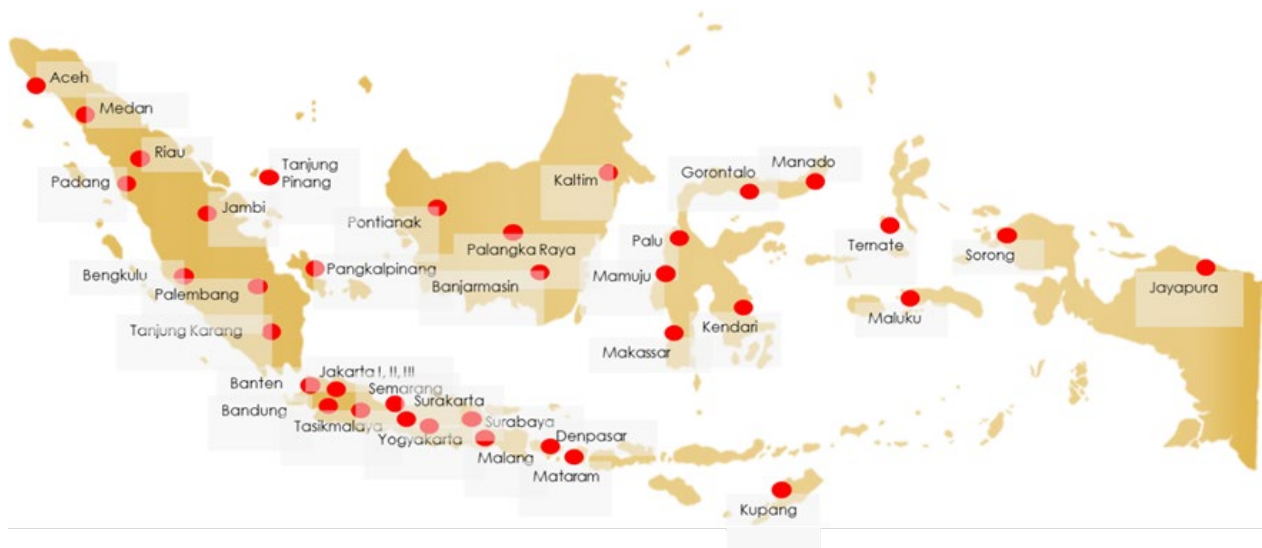 Aceh
Medan
Riau
Padang
Tanjung
Pinang
Jambi
Bengkulu
Palembang
Pangkalpinang
Tanjung Karang
Pontianak
Palangka Raya
Banjarmasin
Kaltim
Gorontalo
Manado
Palu
Mamuju
Makassar
Kendari
Ternate
Maluku
Sorong
Jayapura
Banten
Jakarta I, II, III
Bandung
Tasikmalaya
Semarang
Surakarta
Yogyakarta
Surabaya
Malang
Denpasar
Mataram
Kupang